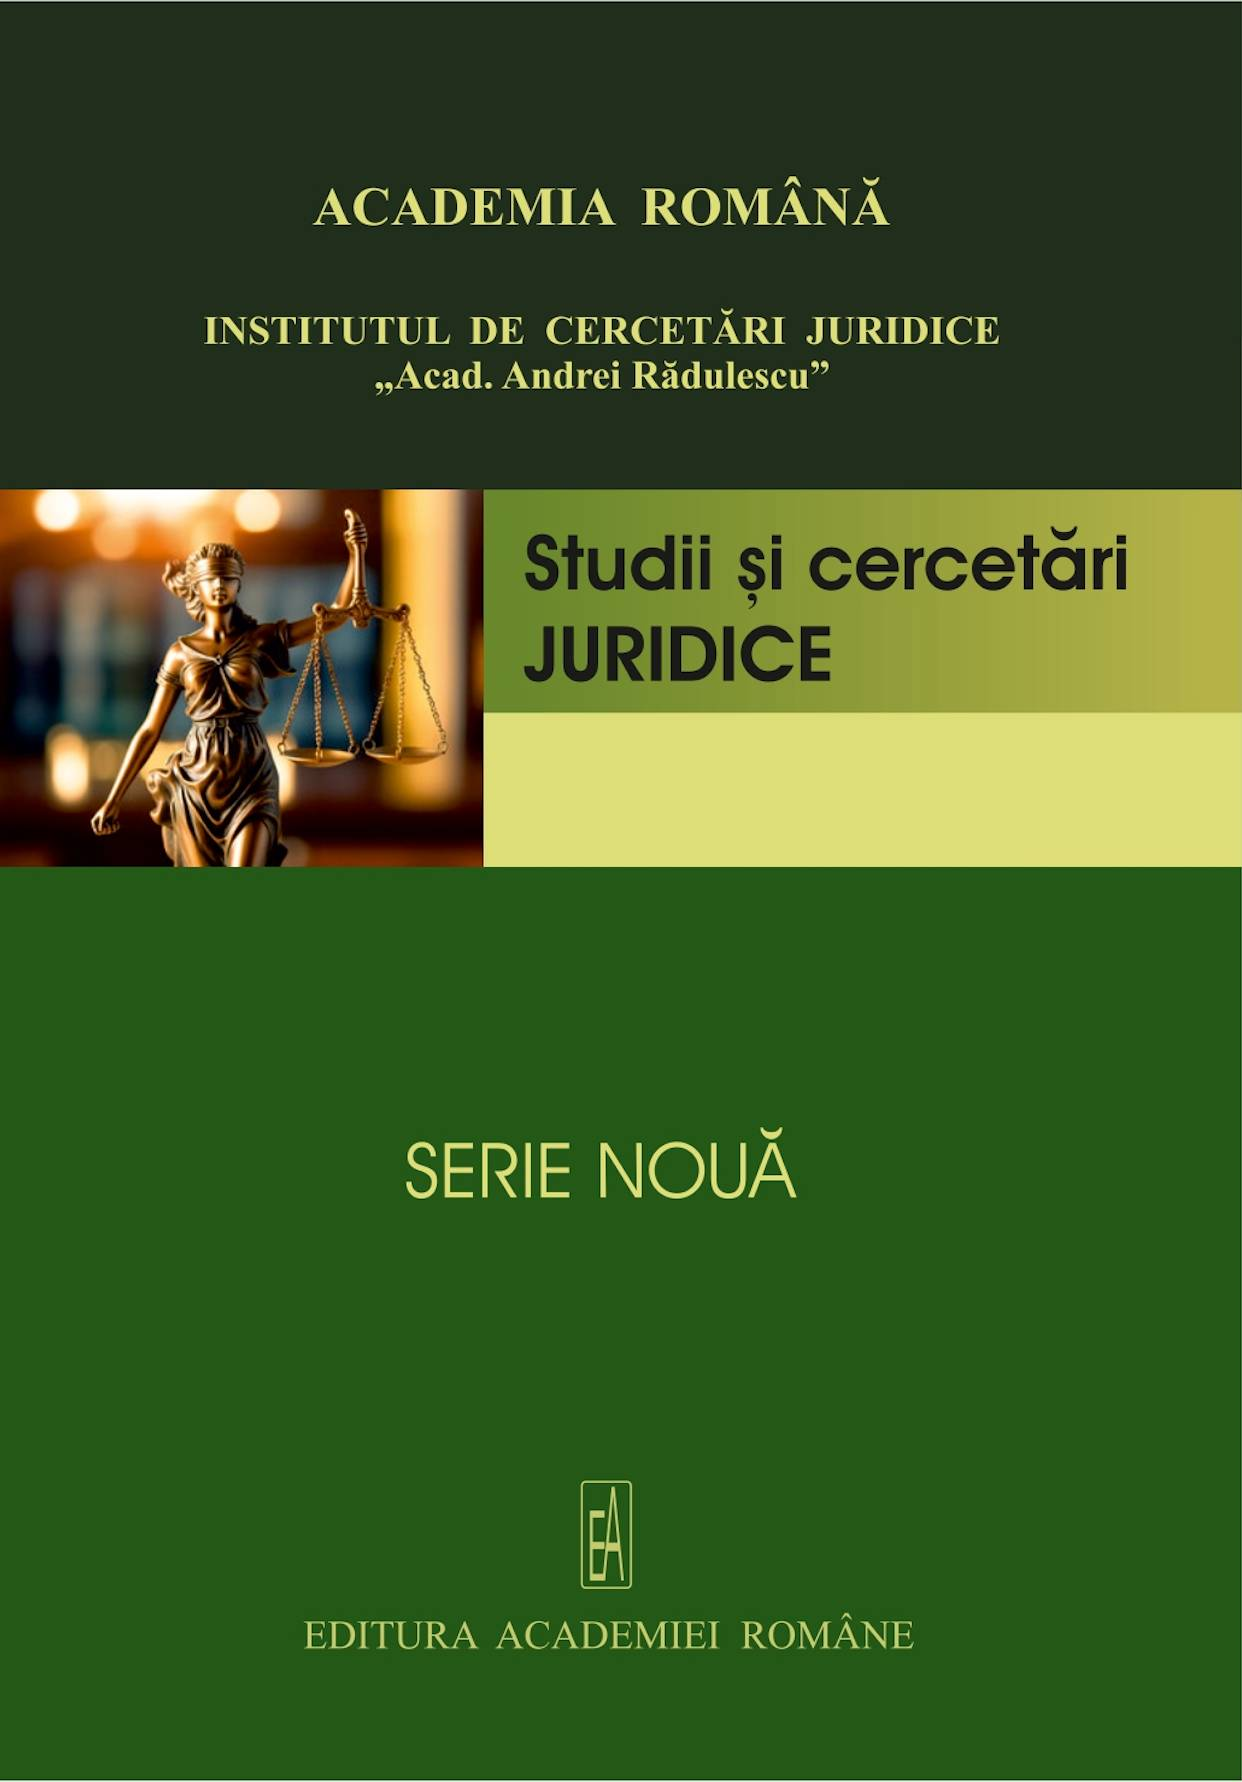 ACADEMIA ROMÂNĂ
INSTITUTUL DE CERCETĂRI JURIDICE
„Acad. Andrei Rădulescu”
Studii și cercetări
JURIDICE
SERIE NOUĂ
EA
EDITURA ACADEMIEI ROMÂNE